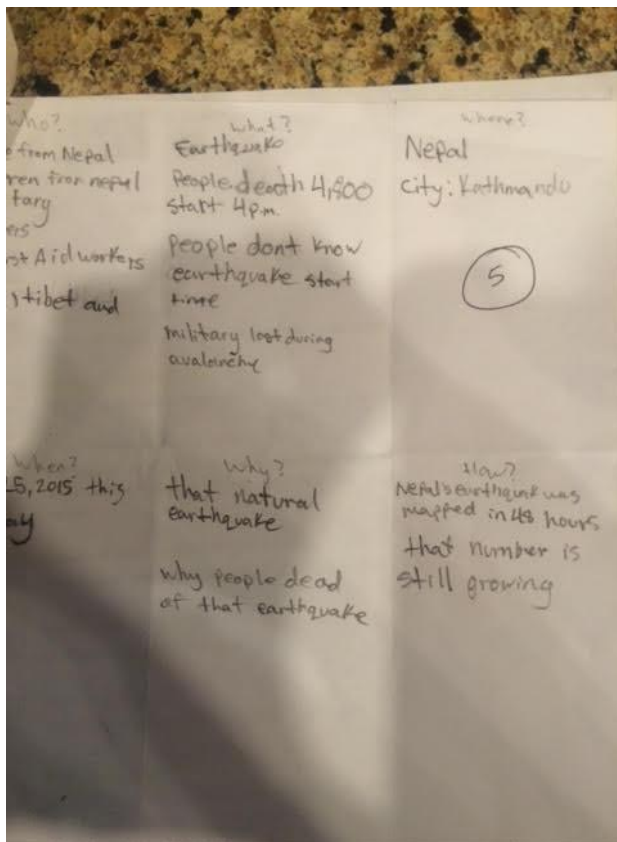 who?
from Nepal
from nepal
tary
ers
st Aid workers
tibet and
what?
Earthquake
People death 4,800
start 4p.m.
people dont know
earthquake start
time
military lost during
avalanche
where?
Nepal
City: Kathmandu
5
When?
5, 2015 this
ay
Why?
that natural
earthquake
why people dead
of that earthquake
How?
Nepal's earthquake was
mapped in 48 hours
that number is
still growing